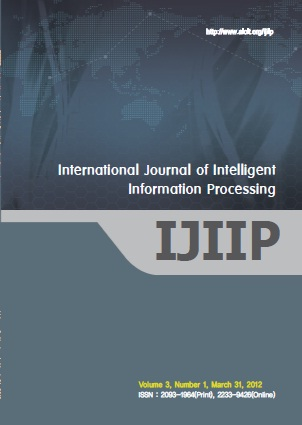 http://www.aicit.org/ijiip
International Journal of Intelligent
Information Processing
IJIIP
Volume 3, Number 1, March 31, 2012
ISSN : 2093-1964(Print), 2233-9426(Online)